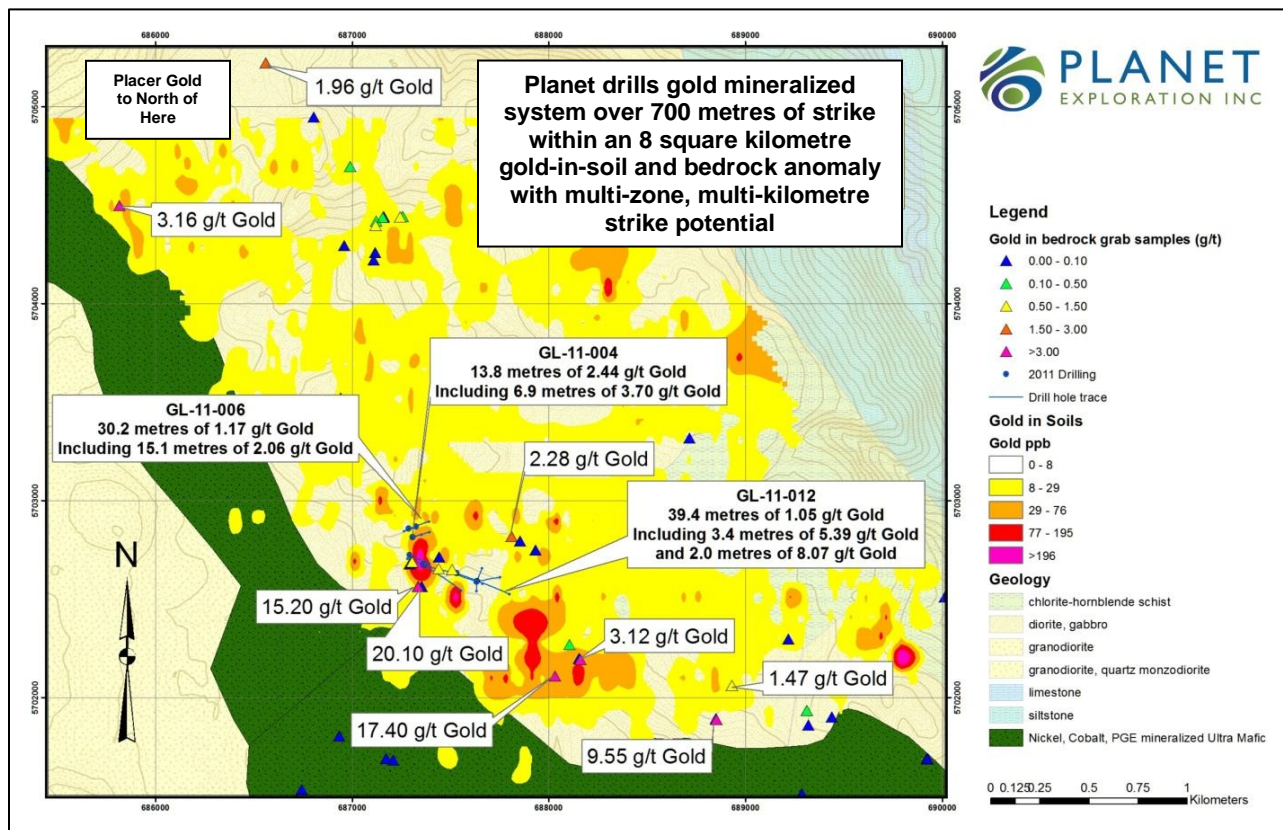 686000
687000
688000
689000
690000
Placer Gold
to North of
Here
1.96 g/t Gold
Planet drills gold mineralized
system over 700 metres of strike
within an 8 square kilometre
gold-in-soil and bedrock anomaly
with multi-zone, multi-kilometre
strike potential
PLANET
EXPLORATION INC
5705000
5705000
3.16 g/t Gold
5704000
5704000
GL-11-004
13.8 metres of 2.44 g/t Gold
Including 6.9 metres of 3.70 g/t Gold
GL-11-006
30.2 metres of 1.17 g/t Gold
Including 15.1 metres of 2.06 g/t Gold
2.28 g/t Gold
5703000
5703000
GL-11-012
39.4 metres of 1.05 g/t Gold
Including 3.4 metres of 5.39 g/t Gold
and 2.0 metres of 8.07 g/t Gold
N
15.20 g/t Gold
20.10 g/t Gold
3.12 g/t Gold
1.47 g/t Gold
5702000
5702000
17.40 g/t Gold
9.55 g/t Gold
686000
687000
688000
689000
690000
Legend
Gold in bedrock grab samples (g/t)
0.00 - 0.10
0.10 - 0.50
0.50 - 1.50
1.50 - 3.00
>3.00
2011 Drilling
Drill hole trace
Gold in Soils
Gold ppb
0 - 8
8 - 29
29 - 76
77 - 195
>196
Geology
chlorite-hornblende schist
diorite, gabbro
granodiorite
granodiorite, quartz monzodiorite
limestone
siltstone
Nickel, Cobalt, PGE mineralized Ultra Mafic
0 0.125 0.25 0.5 0.75 1
Kilometers